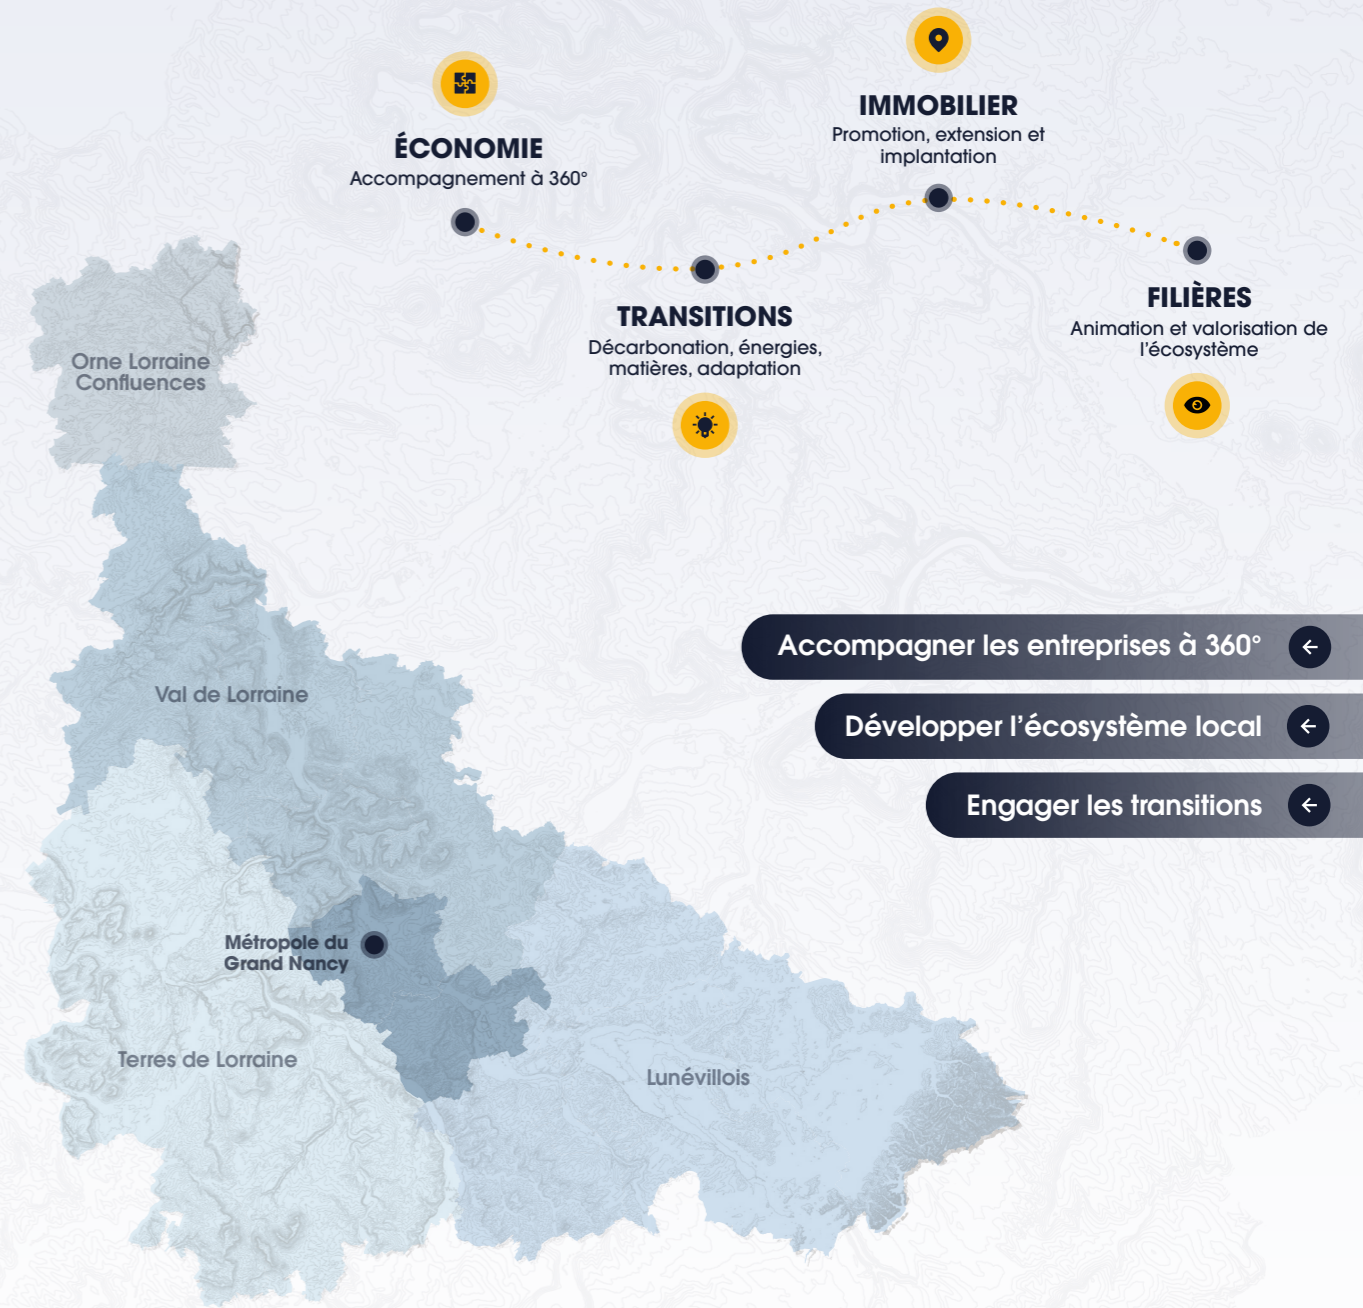 ÉCONOMIE
Accompagnement à 360°
TRANSITIONS
Décarbonation, énergies,
matières, adaptation
IMMOBILIER
Promotion, extension et
implantation
FILIÈRES
Animation et valorisation de
l'écosystème
Accompagner les entreprises à 360°
Développer l'écosystème local
Engager les transitions
Orne Lorraine
Confluences
Val de Lorraine
Métropole du
Grand Nancy
Terres de Lorraine
Lunévillois